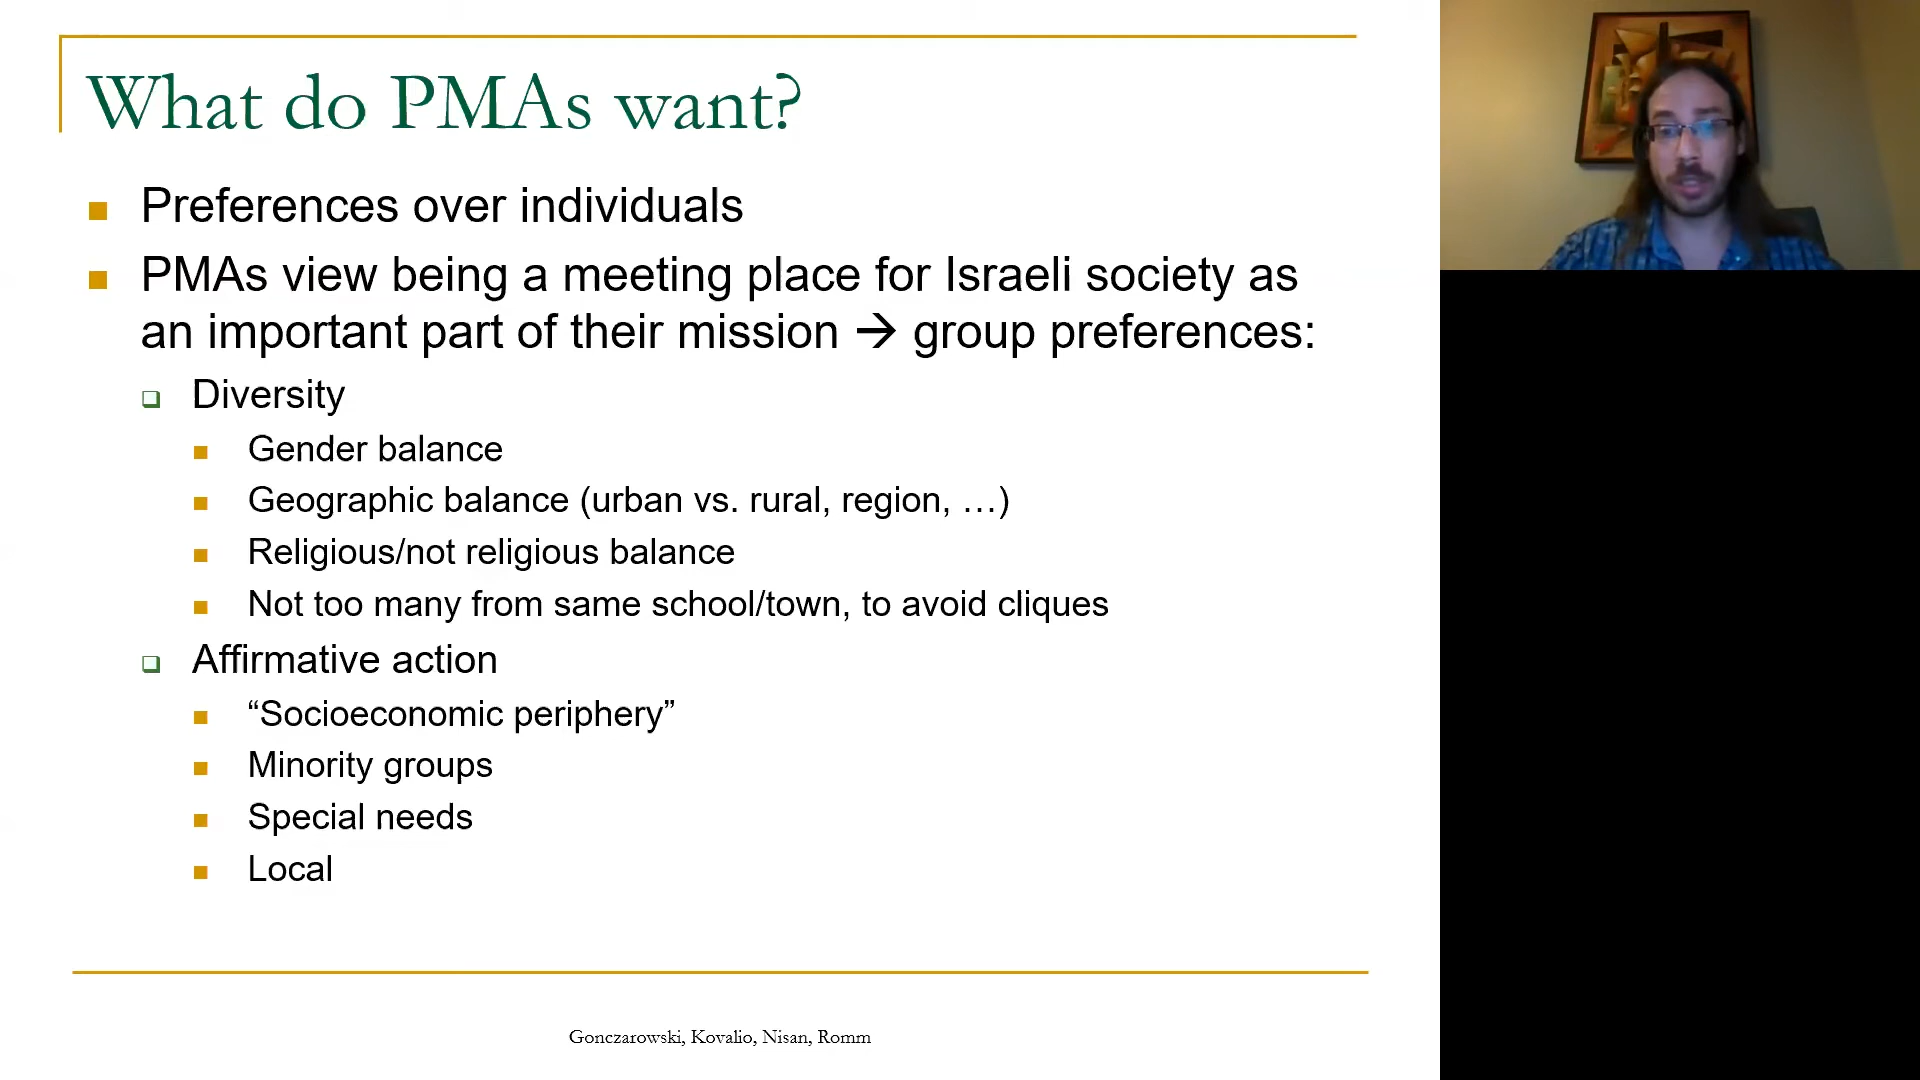 What do PMAs want?
Preferences over individuals
PMAs view being a meeting place for Israeli society as
an important part of their mission → group preferences:
Diversity
Gender balance
Geographic balance (urban vs. rural, region, …)
Religious/not religious balance
Not too many from same school/town, to avoid cliques
Affirmative action
“Socioeconomic periphery”
Minority groups
Special needs
Local
Gonczarowski, Kovalio, Nisan, Romm